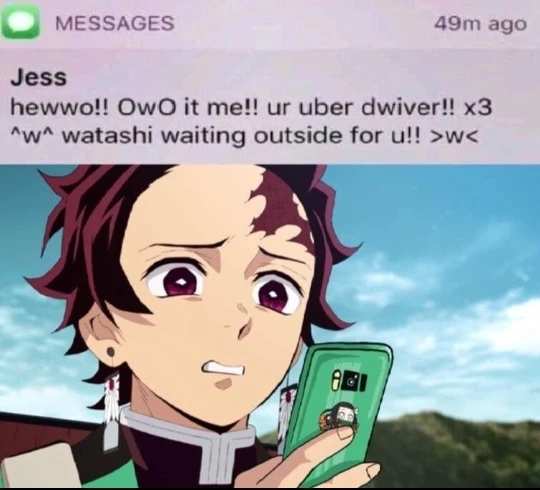 MESSAGES 49m ago
Jess
hewwo!! OwO it me!! ur uber dwiver!! x3
^w^ watashi waiting outside for u!! >w<